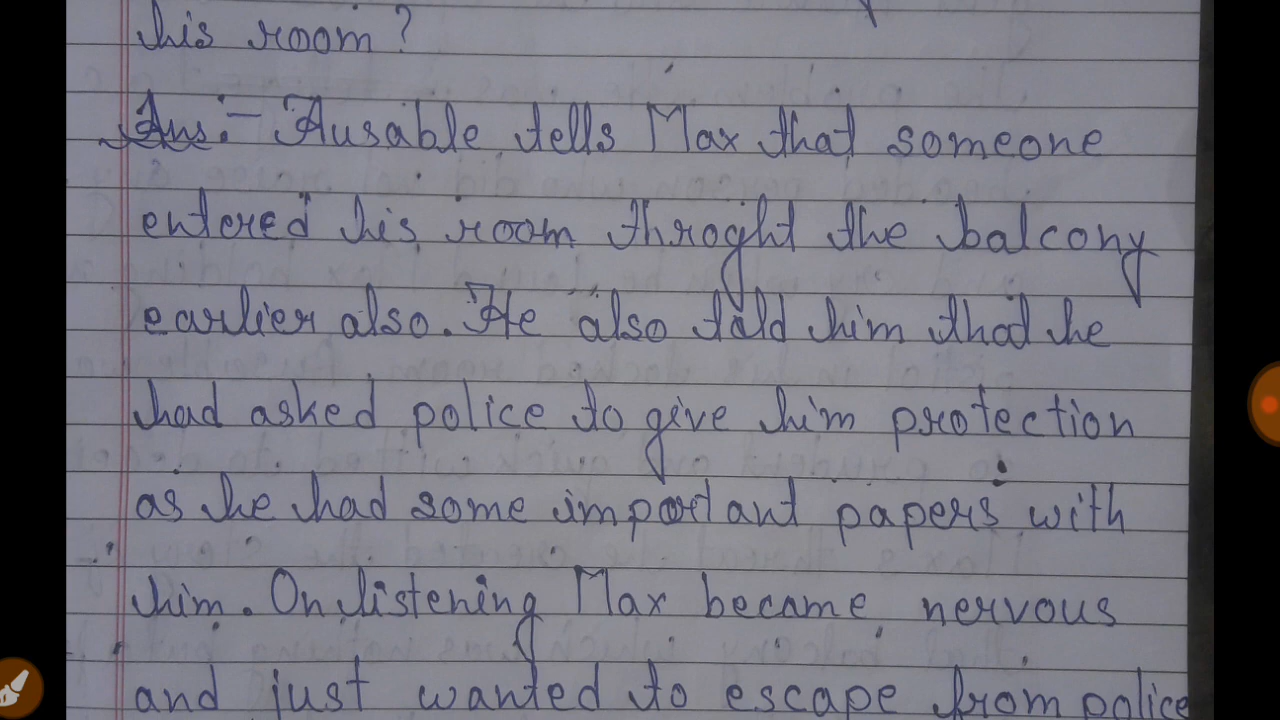 his room?
Ans:- Ausable tells Max that someone
entered his room throght the balcony
earlier also. He also told him that he
had asked police to give him protection
as he had some important papers with
him. On listening Max became nervous
and just wanted to escape from police